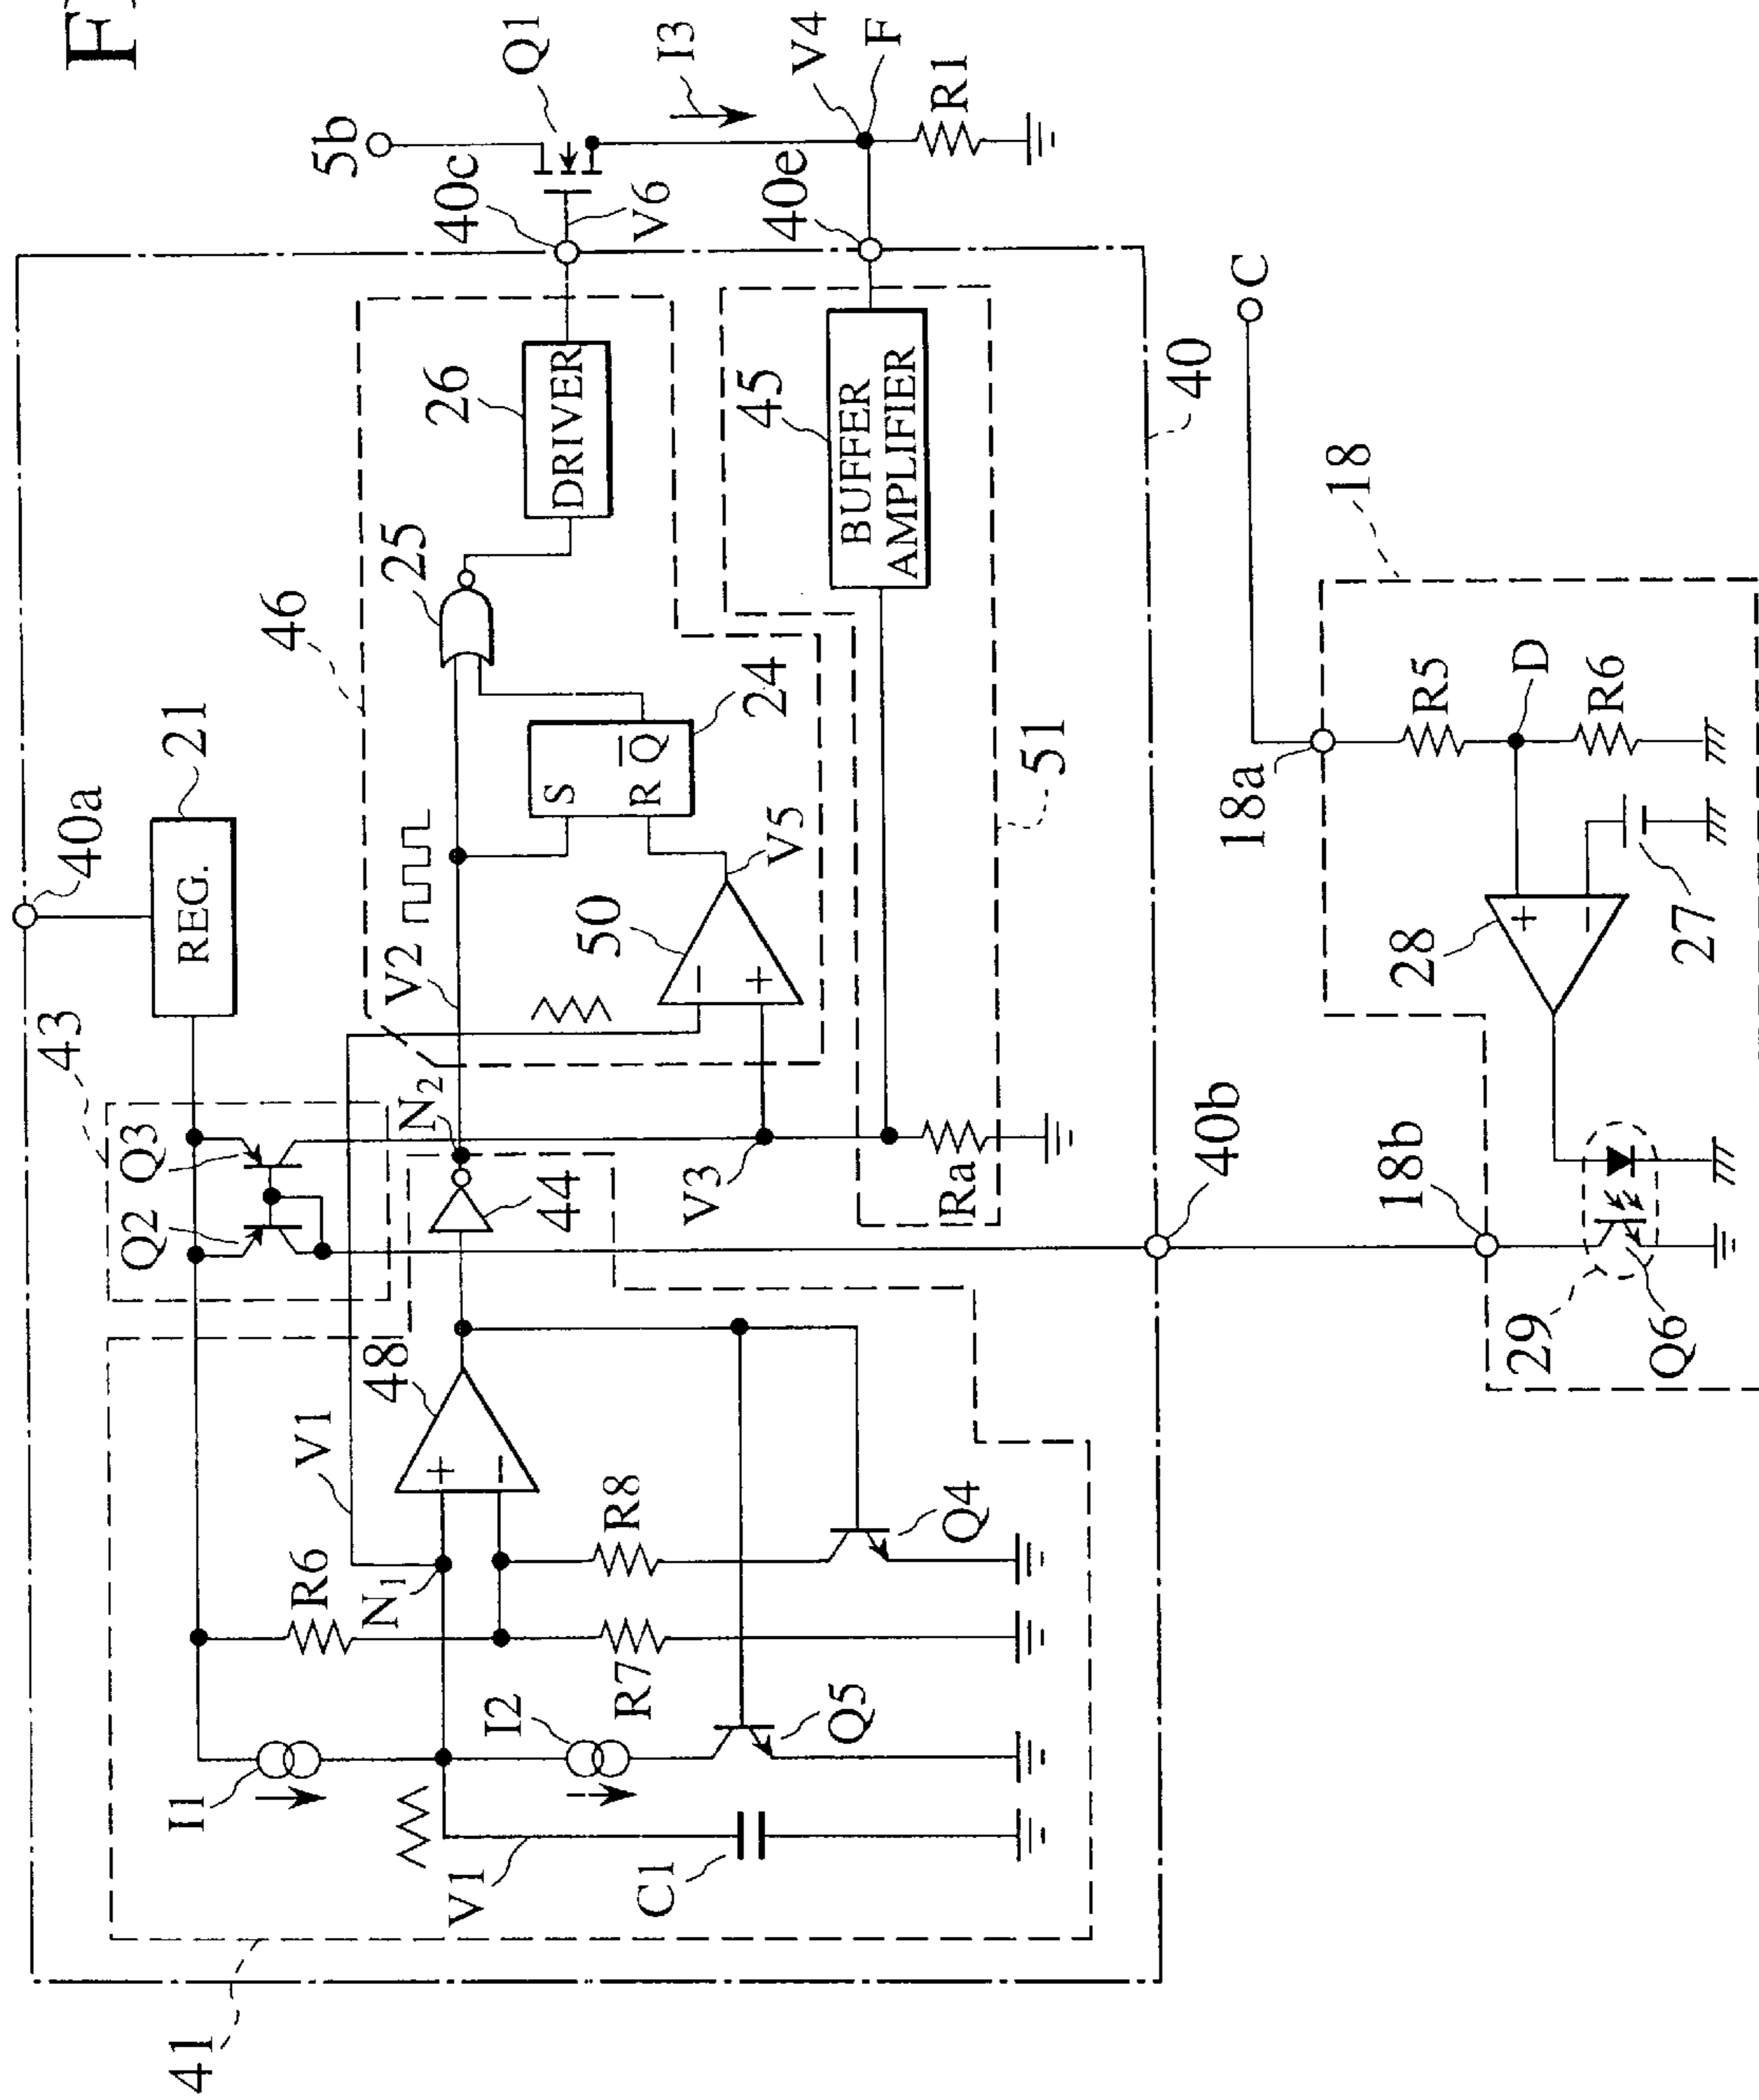 F
41
43
40a
21
REG.
46
5b
Q1
I3
V4
F
R1
40c
V6
40e
Q2
Q3
V2
25
26
DRIVER
V1
I1
R6
48
+
−
N1
N2
44
S
R
Q̅
24
50
−
+
V5
45
BUFFER
AMPLIFIER
V1
I2
R7
R8
V3
C1
Q5
Q4
Ra
51
40
40b
C
18
18a
R5
D
R6
28
+
−
27
18b
29
Q6